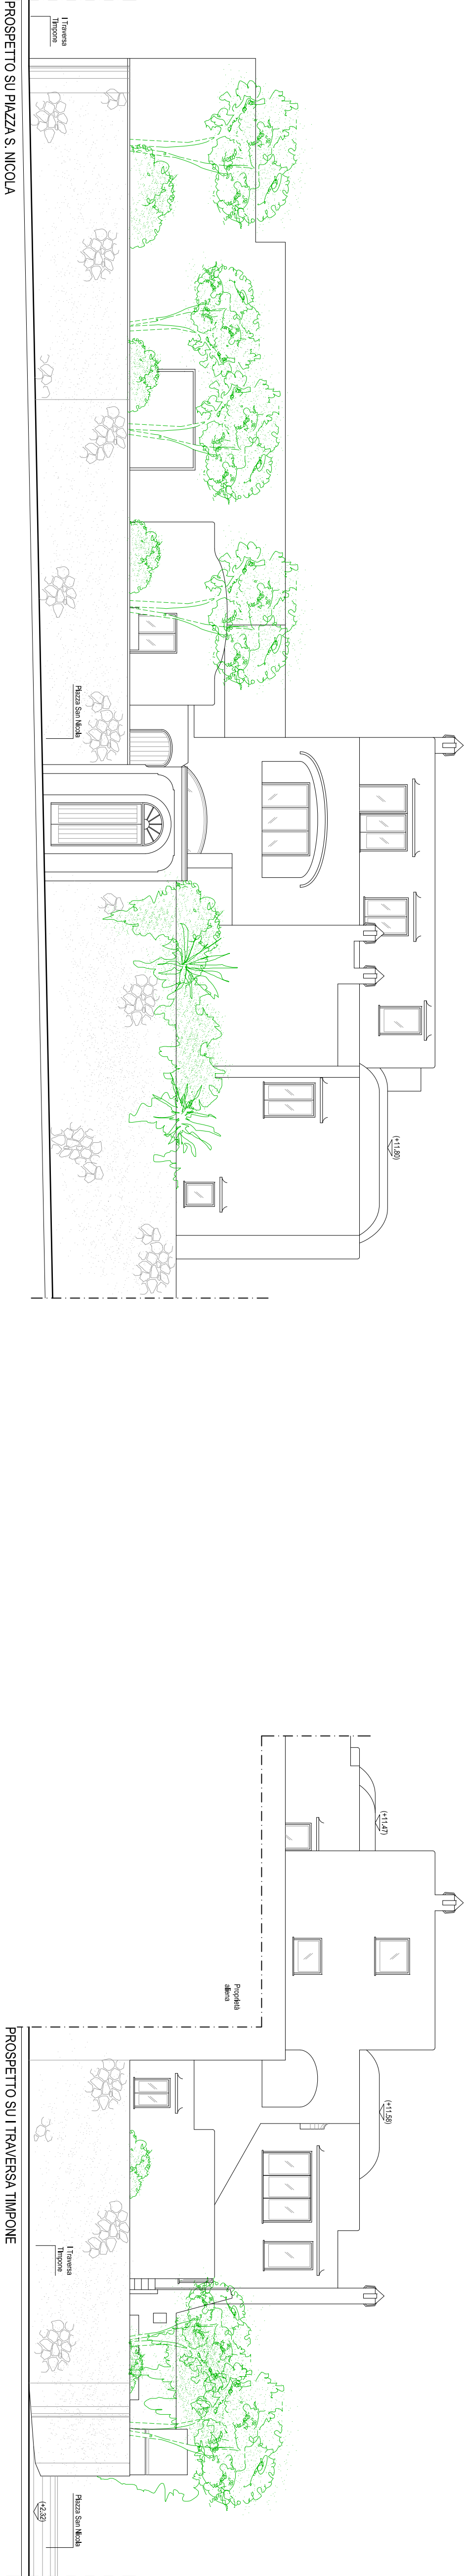 I Traversa
Timpone
Piazza San Nicola
(+11.80)
PROSPETTO SU PIAZZA S. NICOLA
(+11.47)
Proprietà
aliena
(+11.58)
I Traversa
Timpone
Piazza San Nicola
(+2.32)
PROSPETTO SU I TRAVERSA TIMPONE